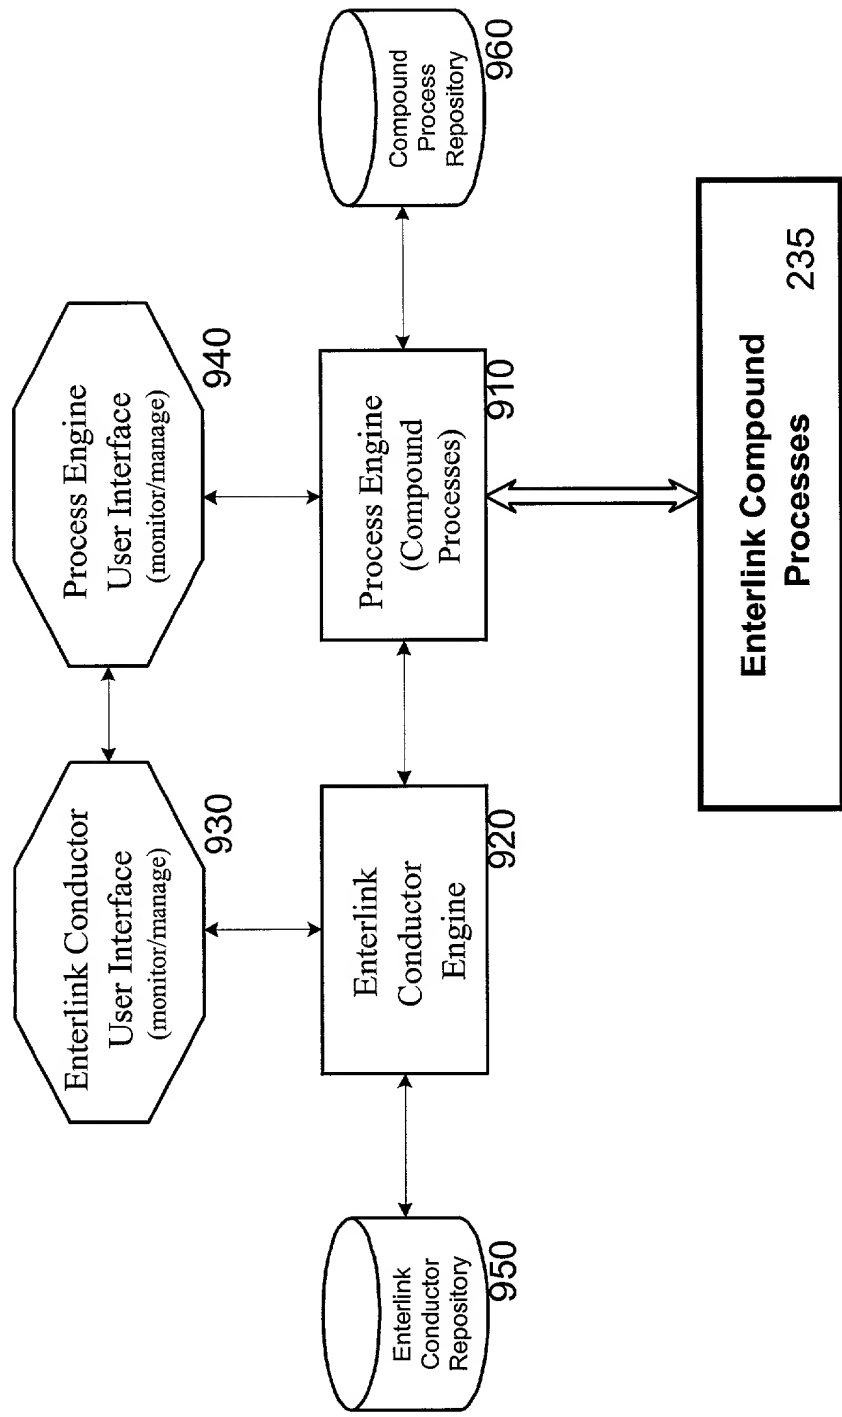 Enterlink Conductor
User Interface
(monitor/manage)
930
Process Engine
User Interface
(monitor/manage)
940
Enterlink
Conductor
Repository
950
Enterlink
Conductor
Engine
920
Process Engine
(Compound
Processes)
910
Compound
Process
Repository
960
Enterlink Compound
Processes
235